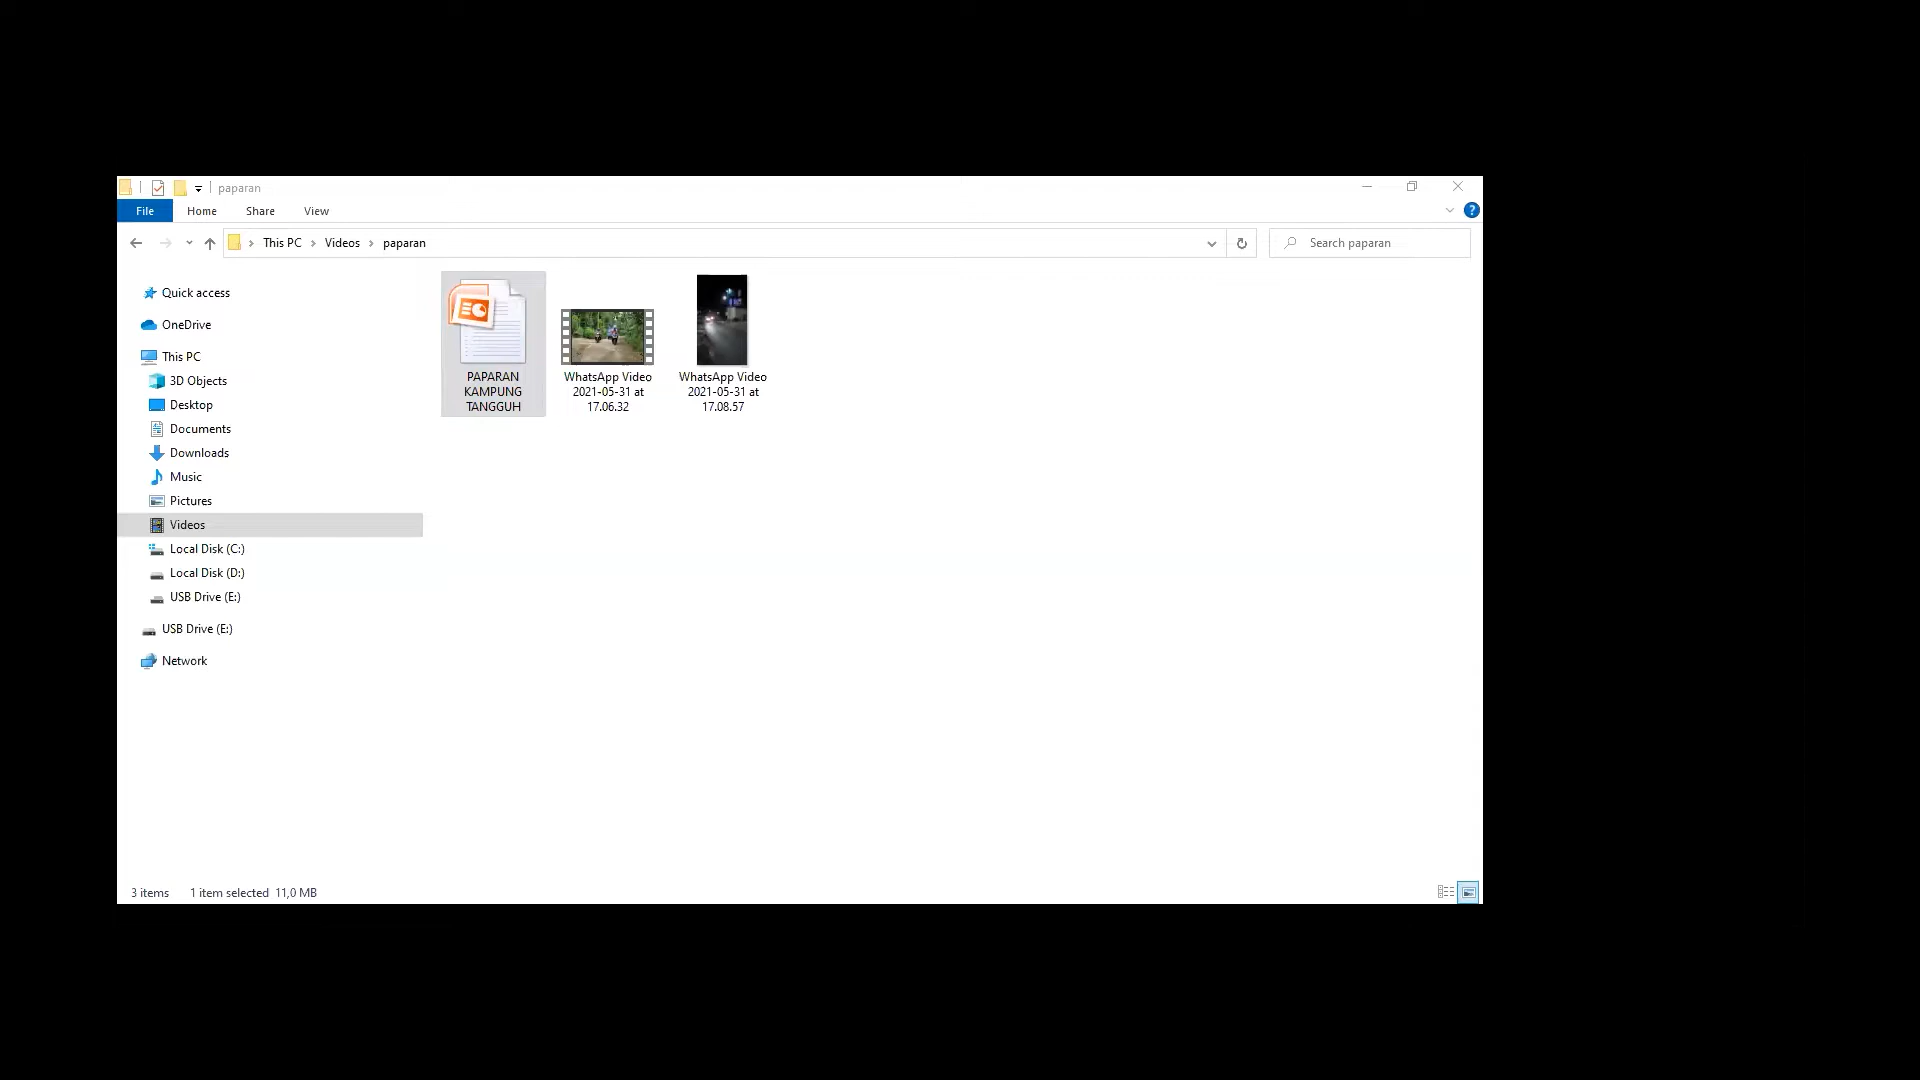 paparan
File Home Share View
This PC Videos paparan
Search paparan
Quick access
OneDrive
This PC
3D Objects
Desktop
Documents
Downloads
Music
Pictures
Videos
Local Disk (C:)
Local Disk (D:)
USB Drive (E:)
USB Drive (E:)
Network
PAPARAN
KAMPUNG
TANGGUH
WhatsApp Video
2021-05-31 at
17.06.32
WhatsApp Video
2021-05-31 at
17.08.57
3 items 1 item selected 11,0 MB